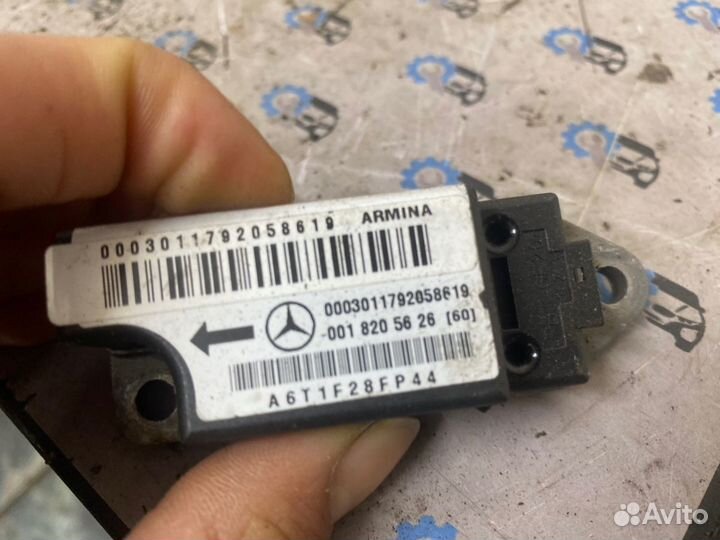 0003011792058619 ARMINA
0003011792058619
001 820 56 26 [60]
A6T1F28FP44
Avito